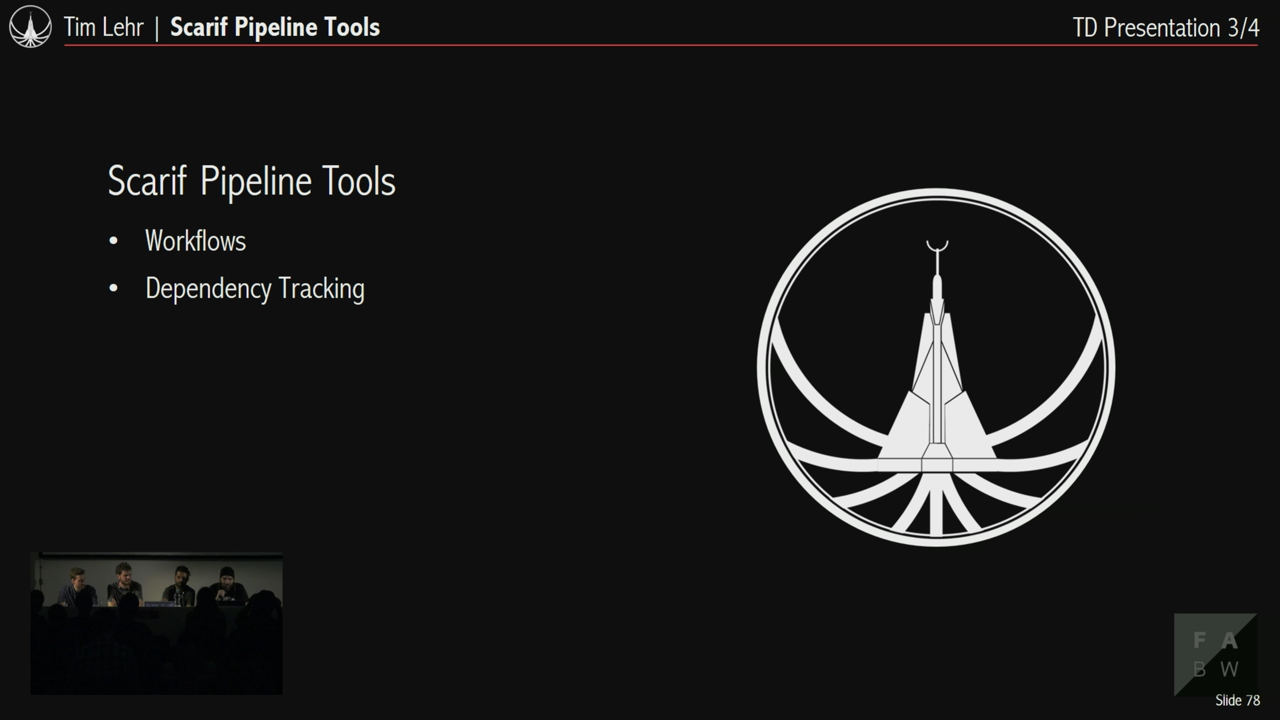 Tim Lehr | Scarif Pipeline Tools
TD Presentation 3/4
Scarif Pipeline Tools
• Workflows
• Dependency Tracking
F A
B W
Slide 78